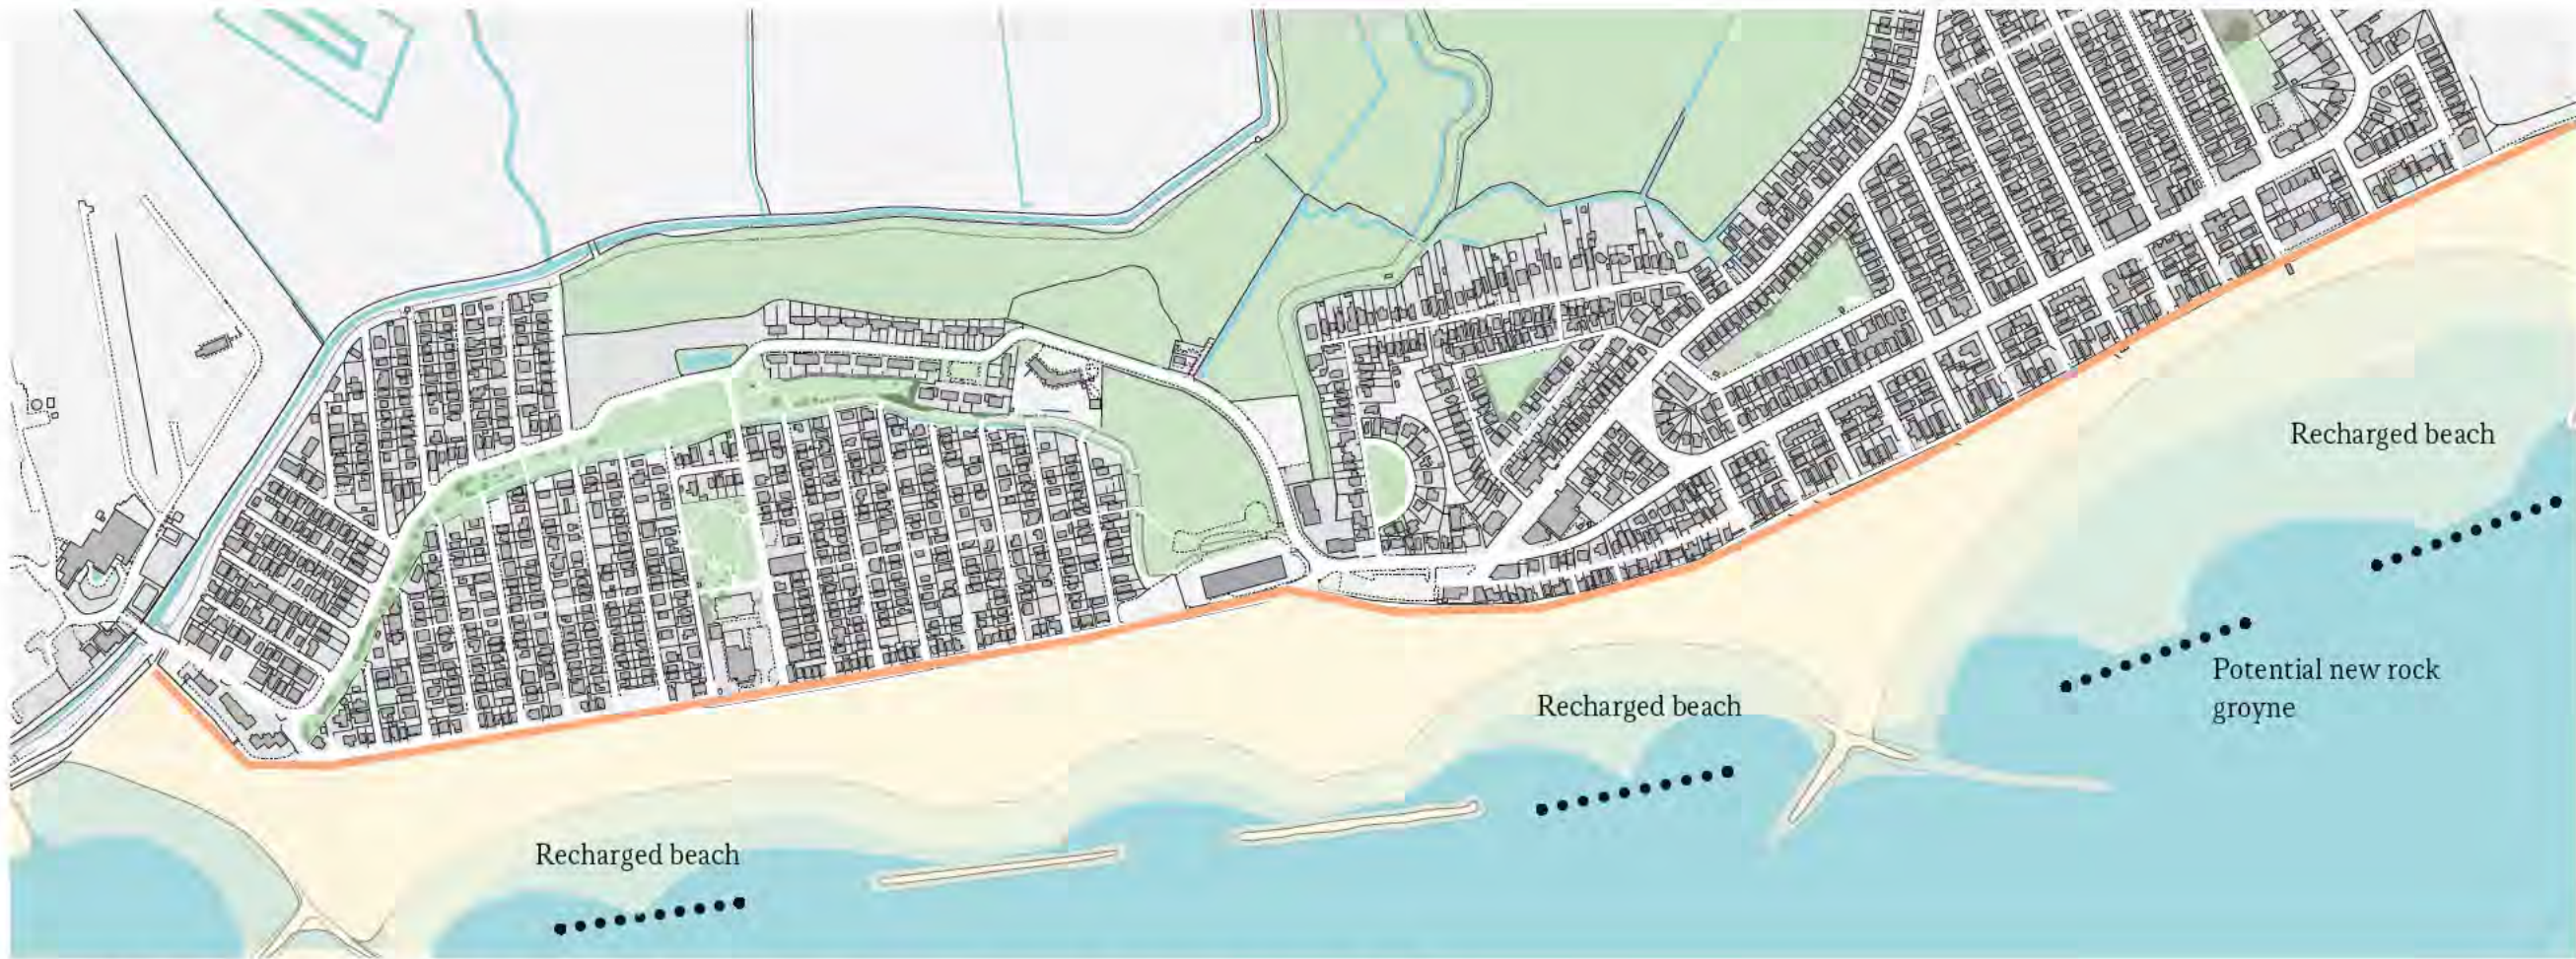 Recharged beach
Potential new rock
groyne
Recharged beach
Recharged beach